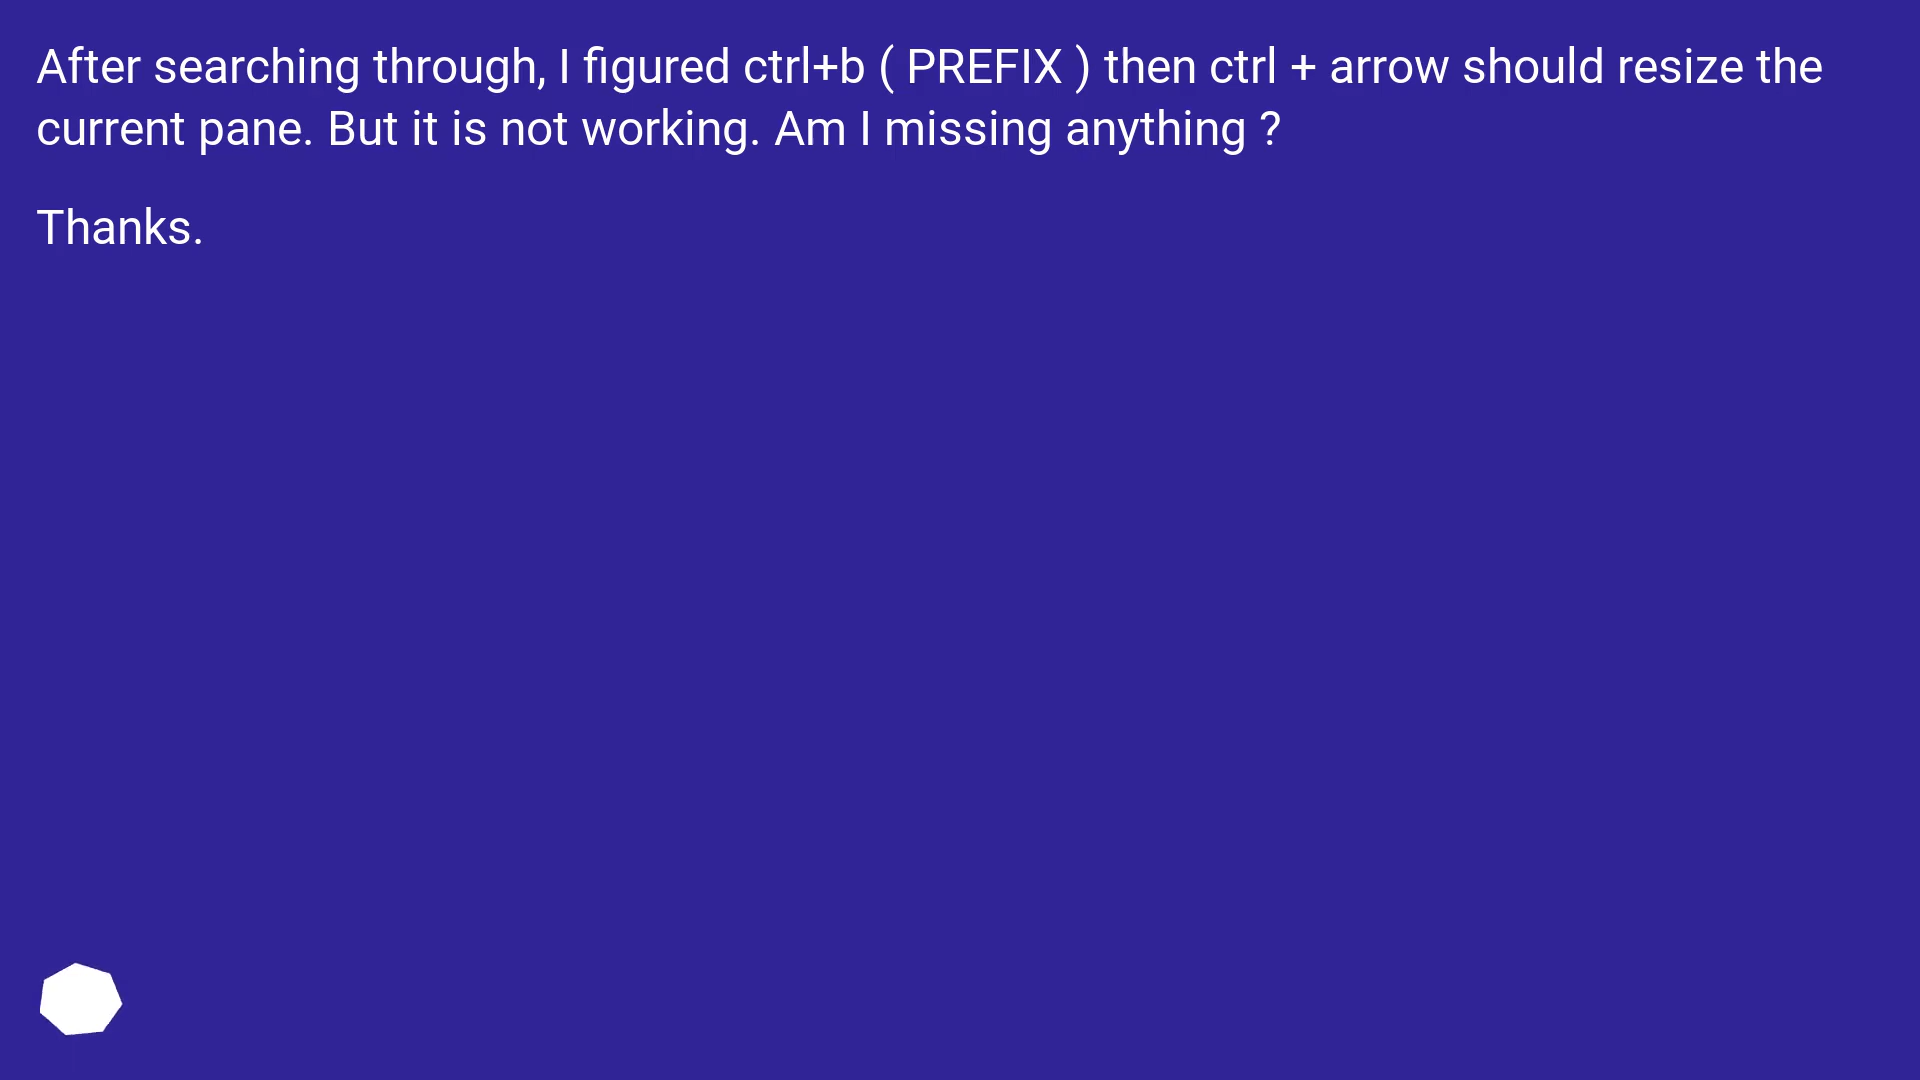 After searching through, I figured ctrl+b ( PREFIX ) then ctrl + arrow should resize the
current pane. But it is not working. Am I missing anything ?
Thanks.